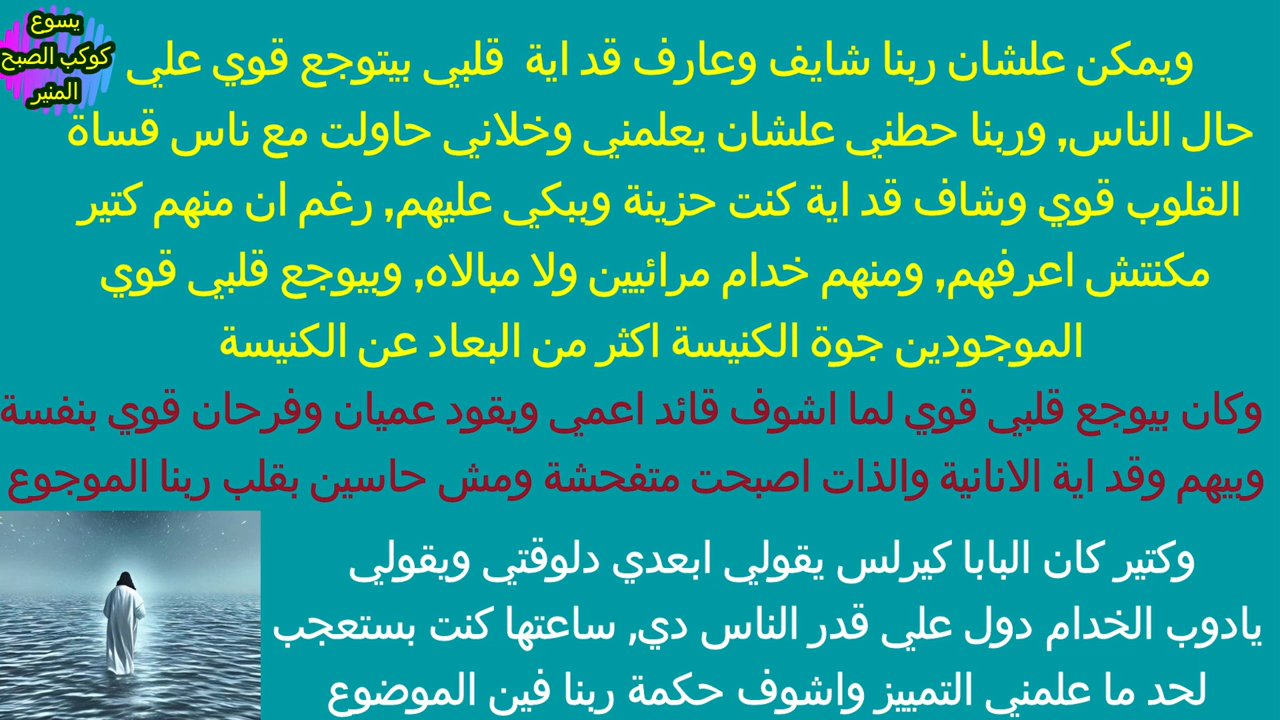 يسوع
كوكب الصبح
المنير
ويمكن علشان ربنا شايف وعارف قد اية قلبي بيتوجع قوي علي
حال الناس, وربنا حطني علشان يعلمني وخلاني حاولت مع ناس قساة
القلوب قوي وشاف قد اية كنت حزينة وببكي عليهم, رغم ان منهم كتير
مكنتش اعرفهم, ومنهم خدام مرائيين ولا مبالاه, وبيوجع قلبي قوي
الموجودين جوة الكنيسة اكثر من البعاد عن الكنيسة
وكان بيوجع قلبي قوي لما اشوف قائد اعمي ويقود عميان وفرحان قوي بنفسة
وبيهم وقد اية الانانية والذات اصبحت متفحشة ومش حاسين بقلب ربنا الموجوع
وكتير كان البابا كيرلس يقولي ابعدي دلوقتي ويقولي
يادوب الخدام دول علي قدر الناس دي, ساعتها كنت بستعجب
لحد ما علمني التمييز واشوف حكمة ربنا فين الموضوع